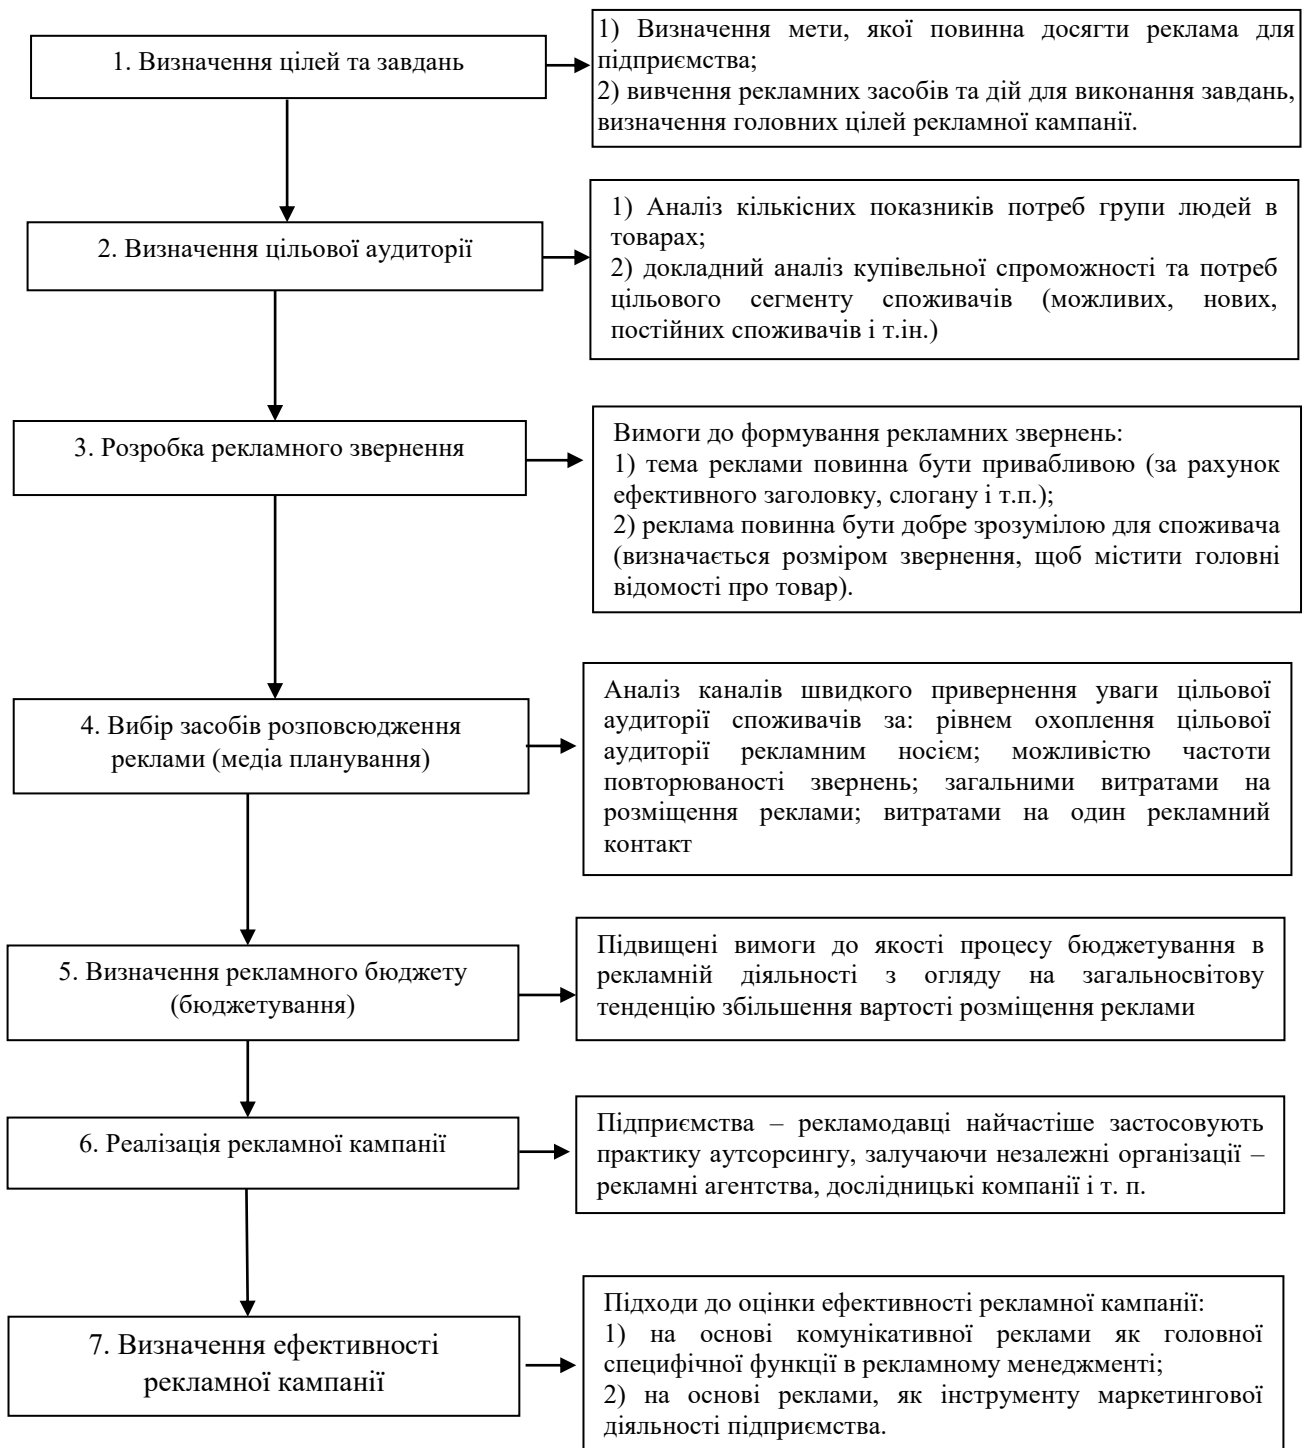 1. Визначення цілей та завдань
1) Визначення мети, якої повинна досягти реклама для
підприємства;
2) вивчення рекламних засобів та дій для виконання завдань,
визначення головних цілей рекламної кампанії.
2. Визначення цільової аудиторії
1) Аналіз кількісних показників потреб групи людей в
товарах;
2) докладний аналіз купівельної спроможності та потреб
цільового сегменту споживачів (можливих, нових,
постійних споживачів і т.ін.)
3. Розробка рекламного звернення
Вимоги до формування рекламних звернень:
1) тема реклами повинна бути привабливою (за рахунок
ефективного заголовку, слогану і т.п.);
2) реклама повинна бути добре зрозумілою для споживача
(визначається розміром звернення, щоб містити головні
відомості про товар).
4. Вибір засобів розповсюдження
реклами (медіа планування)
Аналіз каналів швидкого привернення уваги цільової
аудиторії споживачів за: рівнем охоплення цільової
аудиторії рекламним носієм; можливістю частоти
повторюваності звернень; загальними витратами на
розміщення реклами; витратами на один рекламний
контакт
5. Визначення рекламного бюджету
(бюджетування)
Підвищені вимоги до якості процесу бюджетування в
рекламній діяльності з огляду на загальносвітову
тенденцію збільшення вартості розміщення реклами
6. Реалізація рекламної кампанії
Підприємства – рекламодавці найчастіше застосовують
практику аутсорсингу, залучаючи незалежні організації –
рекламні агентства, дослідницькі компанії і т. п.
7. Визначення ефективності
рекламної кампанії
Підходи до оцінки ефективності рекламної кампанії:
1) на основі комунікативної реклами як головної
специфічної функції в рекламному менеджменті;
2) на основі реклами, як інструменту маркетингової
діяльності підприємства.